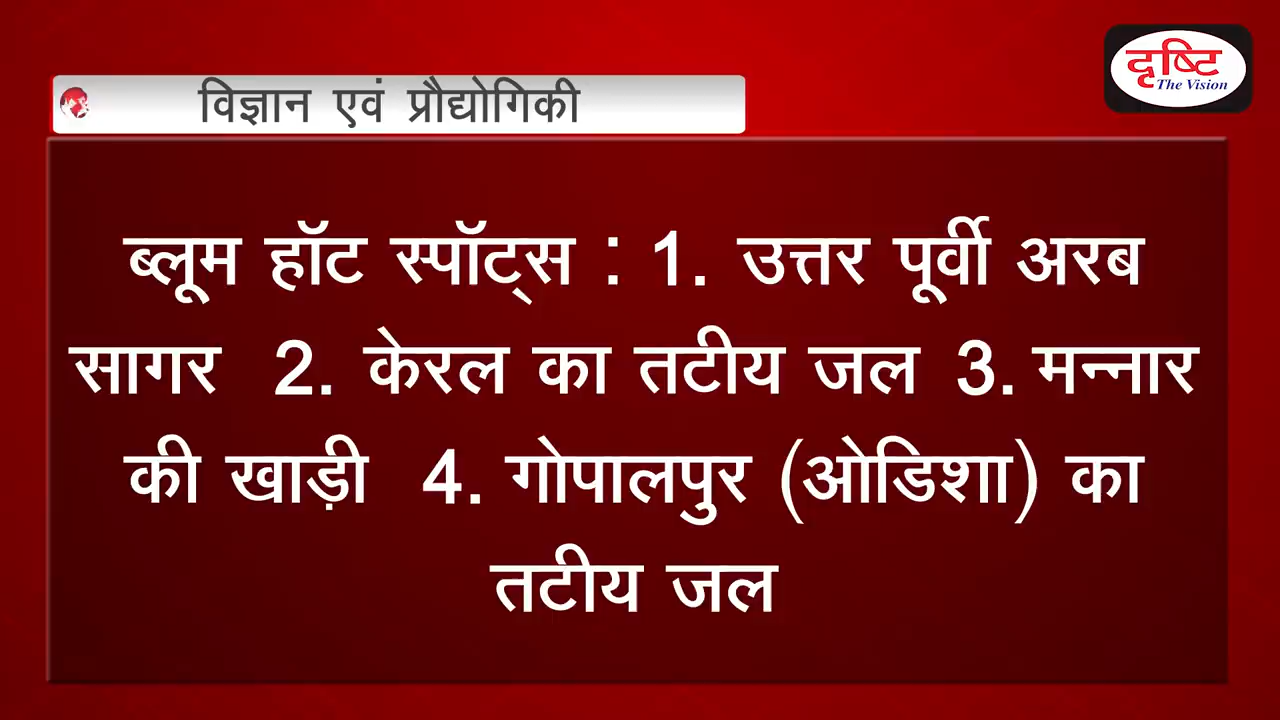 दृष्टि
The Vision
विज्ञान एवं प्रौद्योगिकी
ब्लूम हॉट स्पॉट्स : 1. उत्तर पूर्वी अरब
सागर 2. केरल का तटीय जल 3. मन्नार
की खाड़ी 4. गोपालपुर (ओडिशा) का
तटीय जल